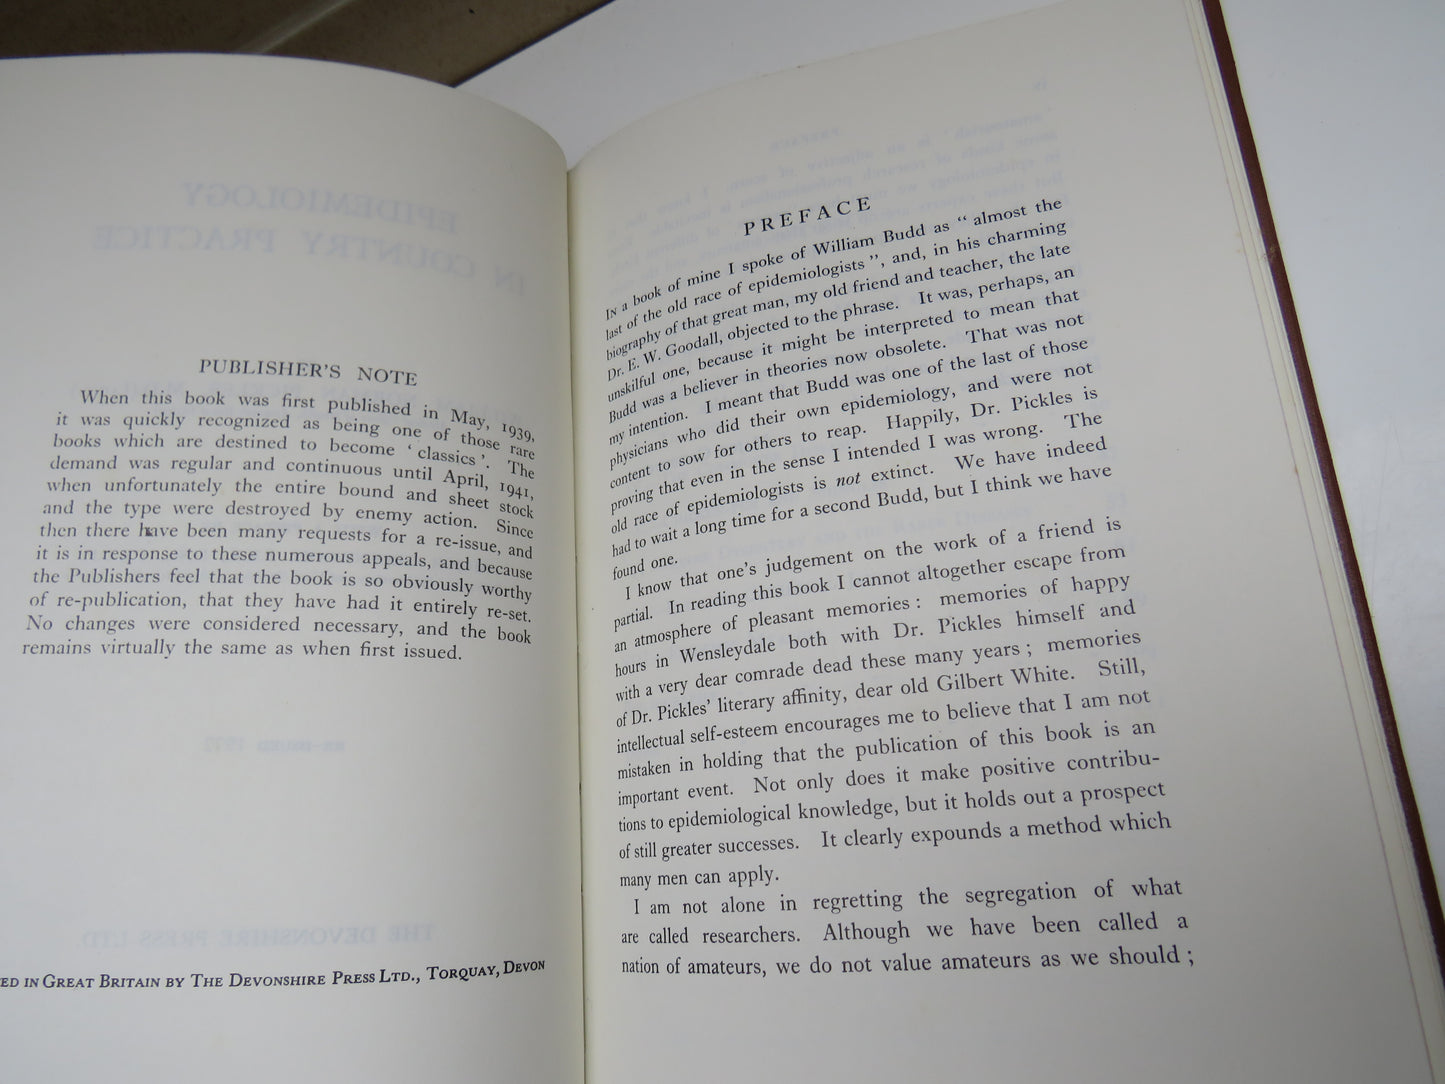 PUBLISHER'S NOTE
When this book was first published in May, 1939,
it was quickly recognized as being one of those rare
books which are destined to become ‘classics’. The
demand was regular and continuous until April, 1941,
when unfortunately the entire bound and sheet stock
and the type were destroyed by enemy action. Since
then there have been many requests for a re-issue, and
it is in response to these numerous appeals, and because
the Publishers feel that the book is so obviously worthy
of re-publication, that they have had it entirely re-set.
No changes were considered necessary, and the book
remains virtually the same as when first issued.
ED IN GREAT BRITAIN BY THE DEVONSHIRE PRESS LTD., TORQUAY, DEVON
PREFACE
IN a book of mine I spoke of William Budd as “ almost the
last of the old race of epidemiologists ”, and, in his charming
biography of that great man, my old friend and teacher, the late
Dr. E. W. Goodall, objected to the phrase. It was, perhaps, an
unskilful one, because it might be interpreted to mean that
Budd was a believer in theories now obsolete. That was not
my intention. I meant that Budd was one of the last of those
physicians who did their own epidemiology, and were not
content to sow for others to reap. Happily, Dr. Pickles is
proving that even in the sense I intended I was wrong. The
old race of epidemiologists is not extinct. We have indeed
had to wait a long time for a second Budd, but I think we have
found one.
I know that one's judgement on the work of a friend is
partial. In reading this book I cannot altogether escape from
an atmosphere of pleasant memories : memories of happy
hours in Wensleydale both with Dr. Pickles himself and
with a very dear comrade dead these many years ; memories
of Dr. Pickles' literary affinity, dear old Gilbert White. Still,
intellectual self-esteem encourages me to believe that I am not
mistaken in holding that the publication of this book is an
important event. Not only does it make positive contribu-
tions to epidemiological knowledge, but it holds out a prospect
of still greater successes. It clearly expounds a method which
many men can apply.
I am not alone in regretting the segregation of what
are called researchers. Although we have been called a
nation of amateurs, we do not value amateurs as we should ;